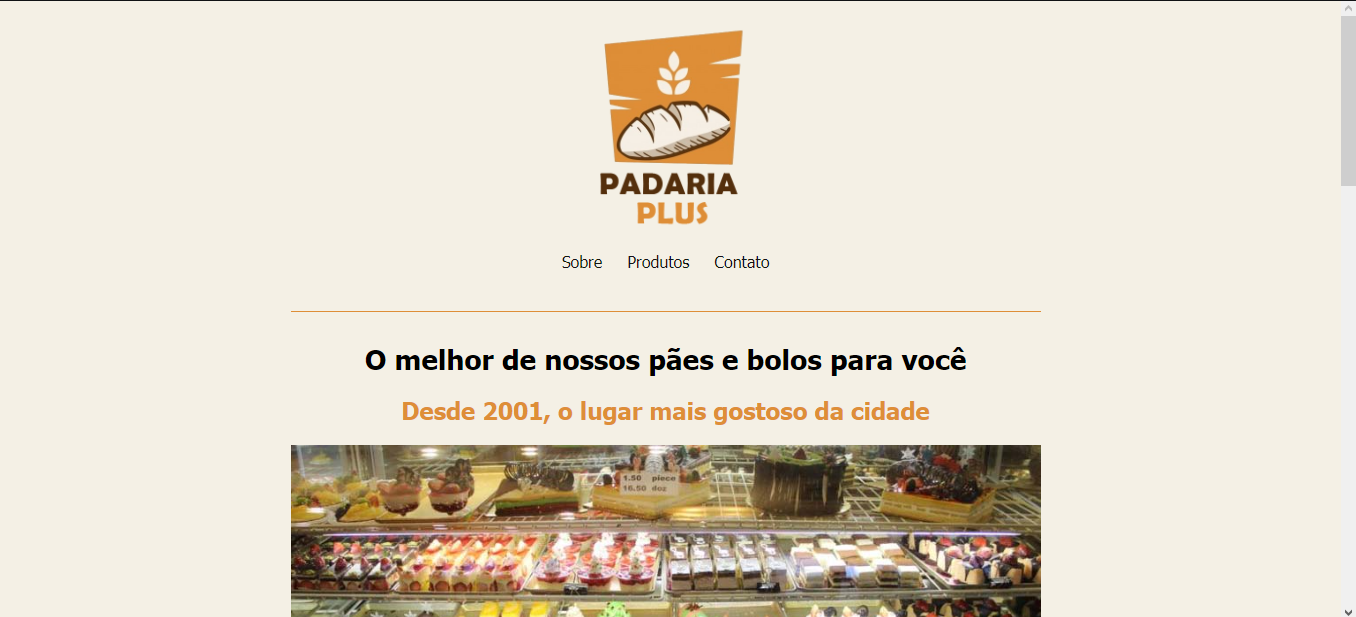 PADARIA
PLUS
Sobre Produtos Contato
O melhor de nossos pães e bolos para você
Desde 2001, o lugar mais gostoso da cidade
1.50 piece
16.50 doz